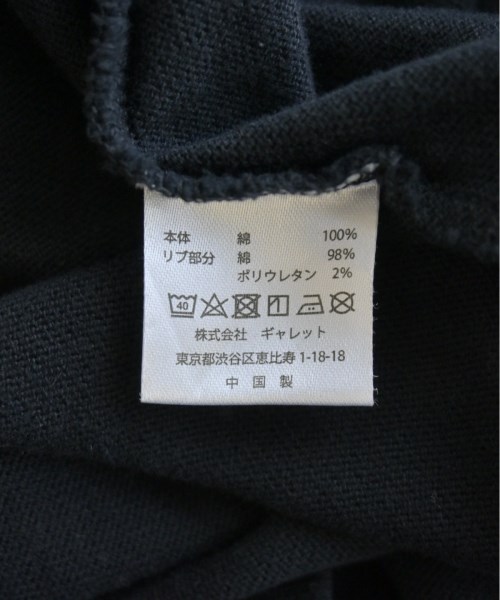 本体 綿 100%
リブ部分 綿 98%
ポリウレタン 2%
40
株式会社 ギャレット
東京都渋谷区恵比寿1-18-18
中国製